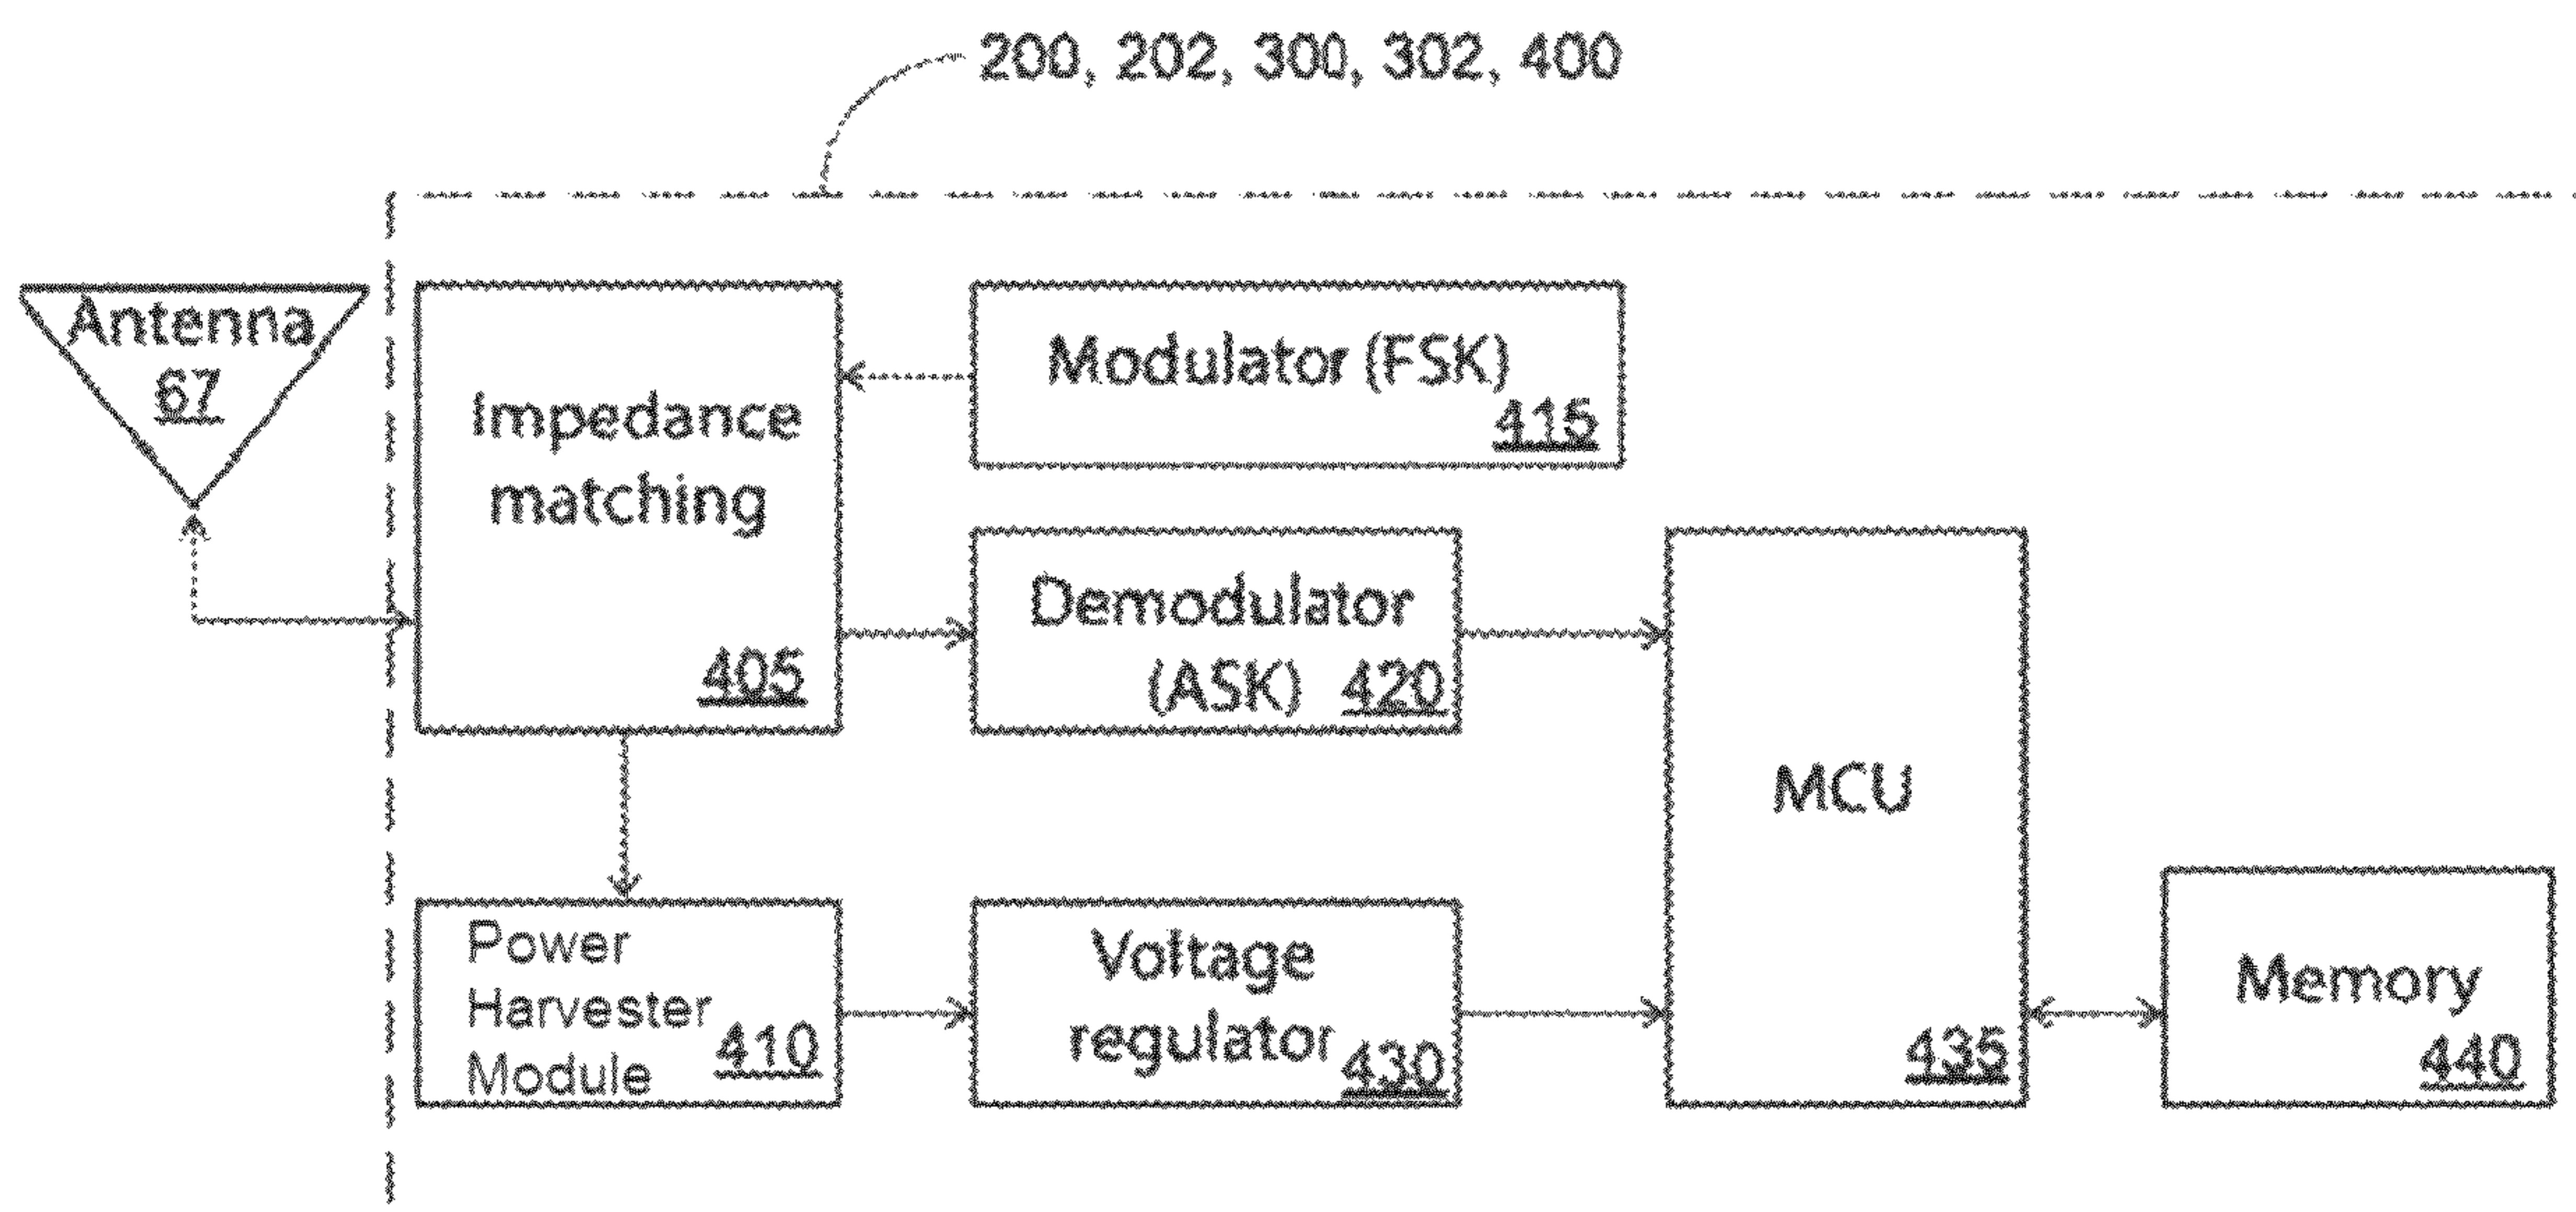 200, 202, 300, 302, 400
Antenna
67
Impedance
matching
405
Modulator (FSK)
415
Demodulator
(ASK) 420
MCU
435
Power
Harvester
Module 410
Voltage
regulator 430
Memory
440